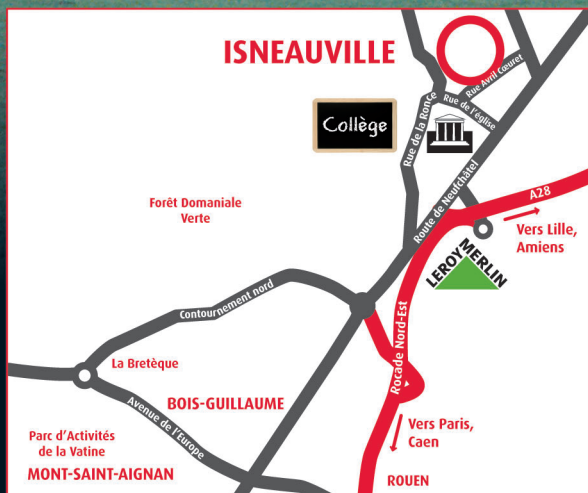 ISNEAUVILLE
Rue Avril Cœuret
Rue de l'église
Rue de la Ronce
Collège
Route de Neufchâtel
A28
Forêt Domaniale
Verte
Vers Lille,
Amiens
LEROY MERLIN
Contournement nord
Rocade Nord-Est
La Bretèque
BOIS-GUILLAUME
Avenue de l'Europe
Vers Paris,
Caen
Parc d'Activités
de la Vatine
MONT-SAINT-AIGNAN
ROUEN